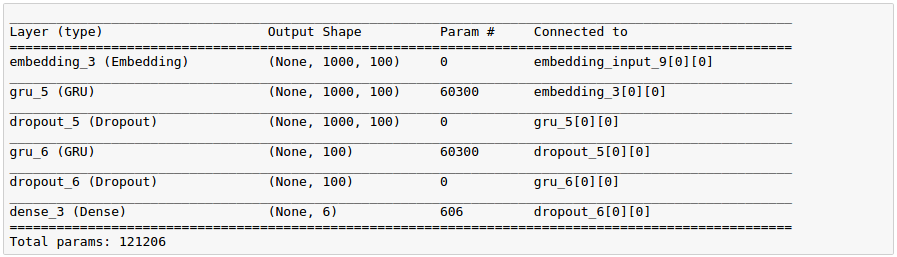 Layer (type) Output Shape Param # Connected to
embedding_3 (Embedding) (None, 1000, 100) 0 embedding_input_9[0][0]
gru_5 (GRU) (None, 1000, 100) 60300 embedding_3[0][0]
dropout_5 (Dropout) (None, 1000, 100) 0 gru_5[0][0]
gru_6 (GRU) (None, 100) 60300 dropout_5[0][0]
dropout_6 (Dropout) (None, 100) 0 gru_6[0][0]
dense_3 (Dense) (None, 6) 606 dropout_6[0][0]
Total params: 121206